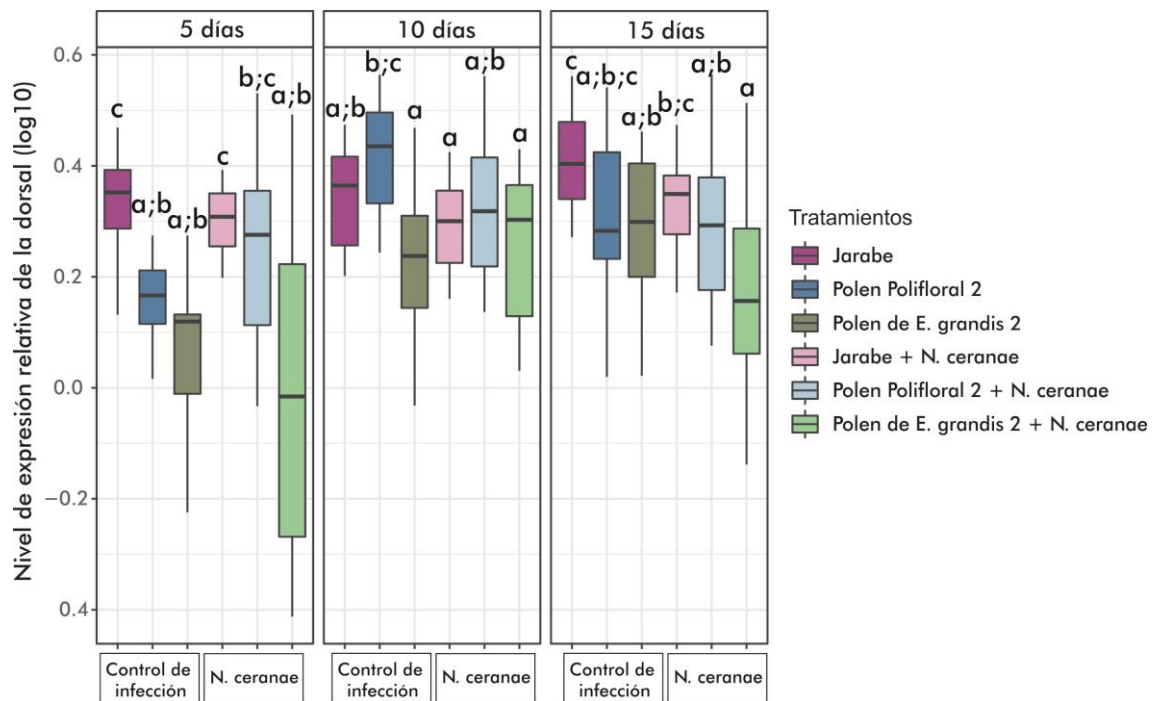 5 días
10 días
15 días
Nivel de expresión relativa de la dorsal (log10)
0.6
0.4
0.2
0.0
−0.2
0.4
c
a;b
a;b
c
b;c
a;b
a;b
b;c
a
a
a;b
a
c
a;b;c
a;b
b;c
a;b
a
Control de infección
N. ceranae
Control de infección
N. ceranae
Control de infección
N. ceranae
Tratamientos
Jarabe
Polen Polifloral 2
Polen de E. grandis 2
Jarabe + N. ceranae
Polen Polifloral 2 + N. ceranae
Polen de E. grandis 2 + N. ceranae